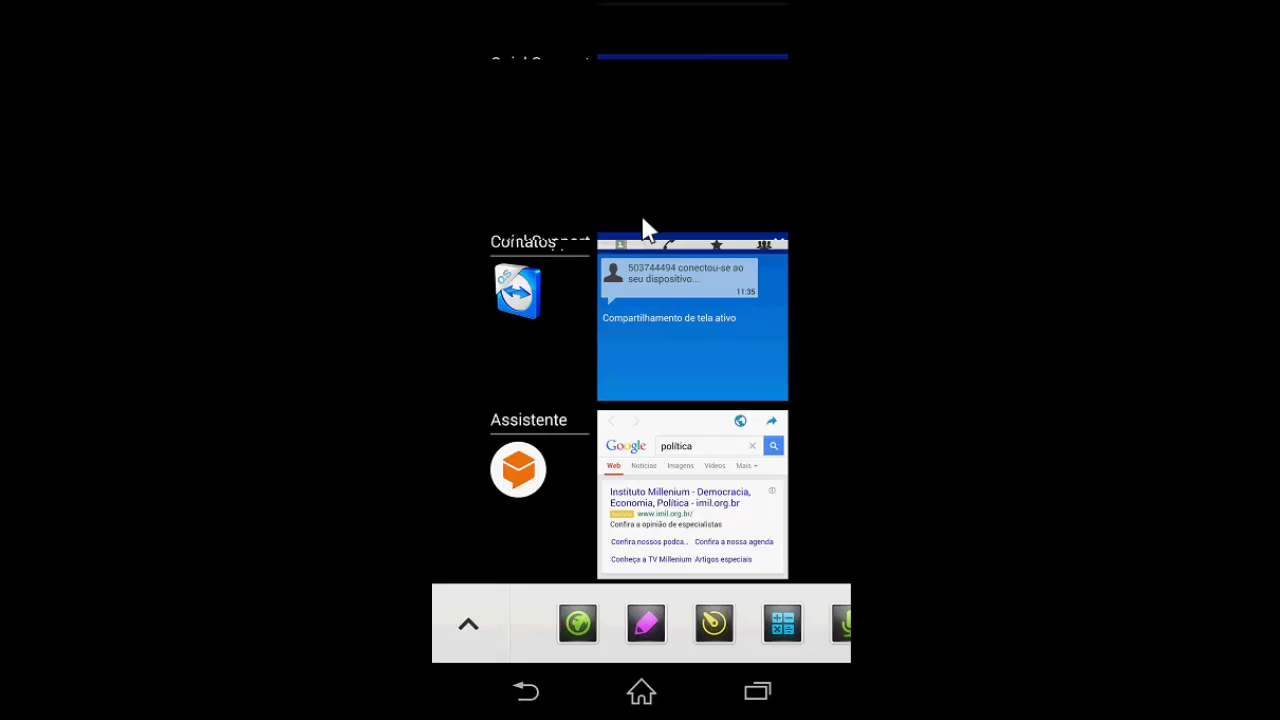 503744494 conectou-se ao
seu dispositivo...
11:35
Compartilhamento de tela ativo
Assistente
Google
política
Web Notícias Imagens Vídeos Mais
Instituto Millenium - Democracia,
Economia, Política - imil.org.br
www.imil.org.br/
Confira a opinião de especialistas
Confira nossos podca... Confira a nossa agenda
Conheça a TV Millenium Artigos especiais